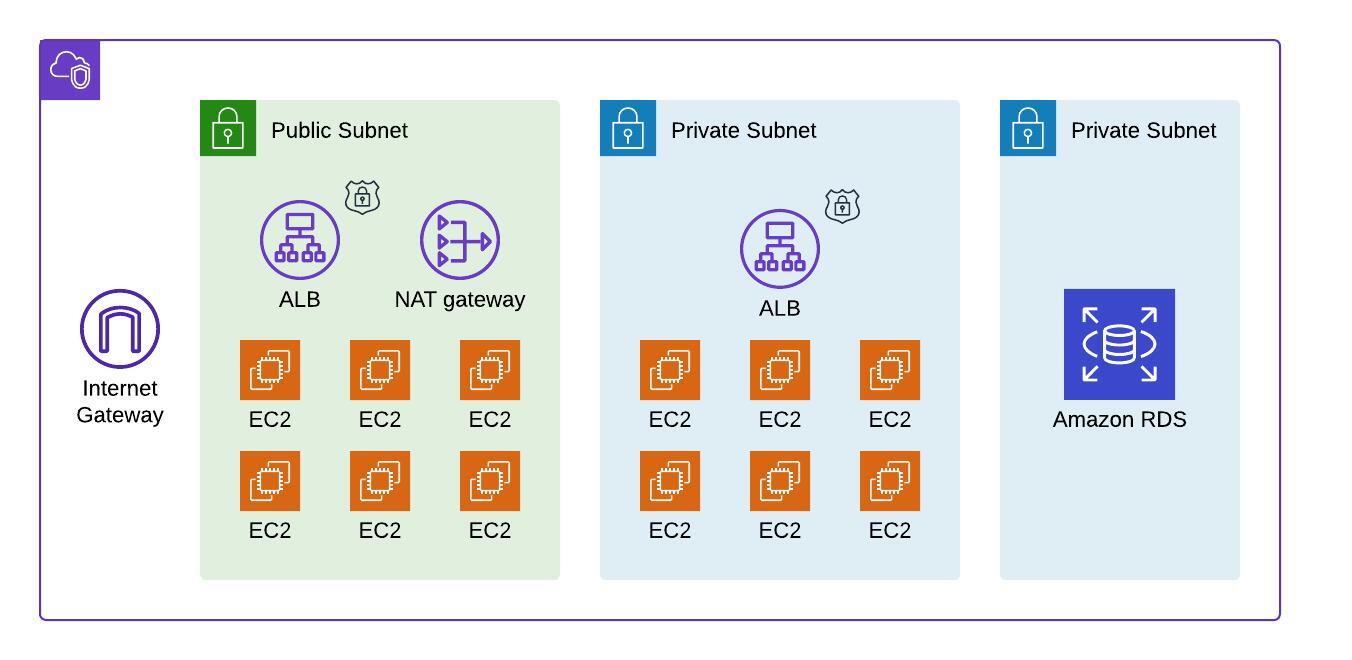 Public Subnet
Private Subnet
Private Subnet
ALB
NAT gateway
ALB
Internet
Gateway
Amazon RDS
EC2
EC2
EC2
EC2
EC2
EC2
EC2
EC2
EC2
EC2
EC2
EC2